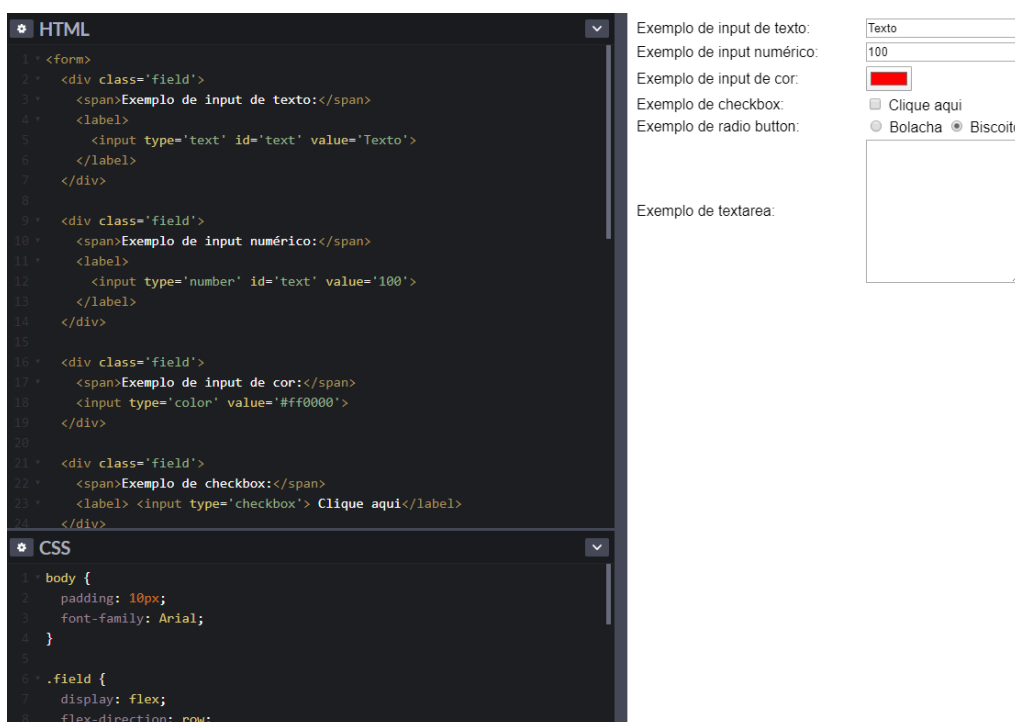 HTML
1 <form>
2 <div class='field'>
3 <span>Exemplo de input de texto:</span>
4 <label>
5 <input type='text' id='text' value='Texto'>
6 </label>
7 </div>
8
9 <div class='field'>
10 <span>Exemplo de input numérico:</span>
11 <label>
12 <input type='number' id='text' value='100'>
13 </label>
14 </div>
15
16 <div class='field'>
17 <span>Exemplo de input de cor:</span>
18 <input type='color' value='#ff0000'>
19 </div>
20
21 <div class='field'>
22 <span>Exemplo de checkbox:</span>
23 <label> <input type='checkbox'> Clique aqui</label>
24 </div>
CSS
1 body {
2 padding: 10px;
3 font-family: Arial;
4 }
5
6 .field {
7 display: flex;
8 flex-direction: row;
Exemplo de input de texto: Texto
Exemplo de input numérico: 100
Exemplo de input de cor:
Exemplo de checkbox: Clique aqui
Exemplo de radio button: Bolacha Biscoito
Exemplo de textarea: